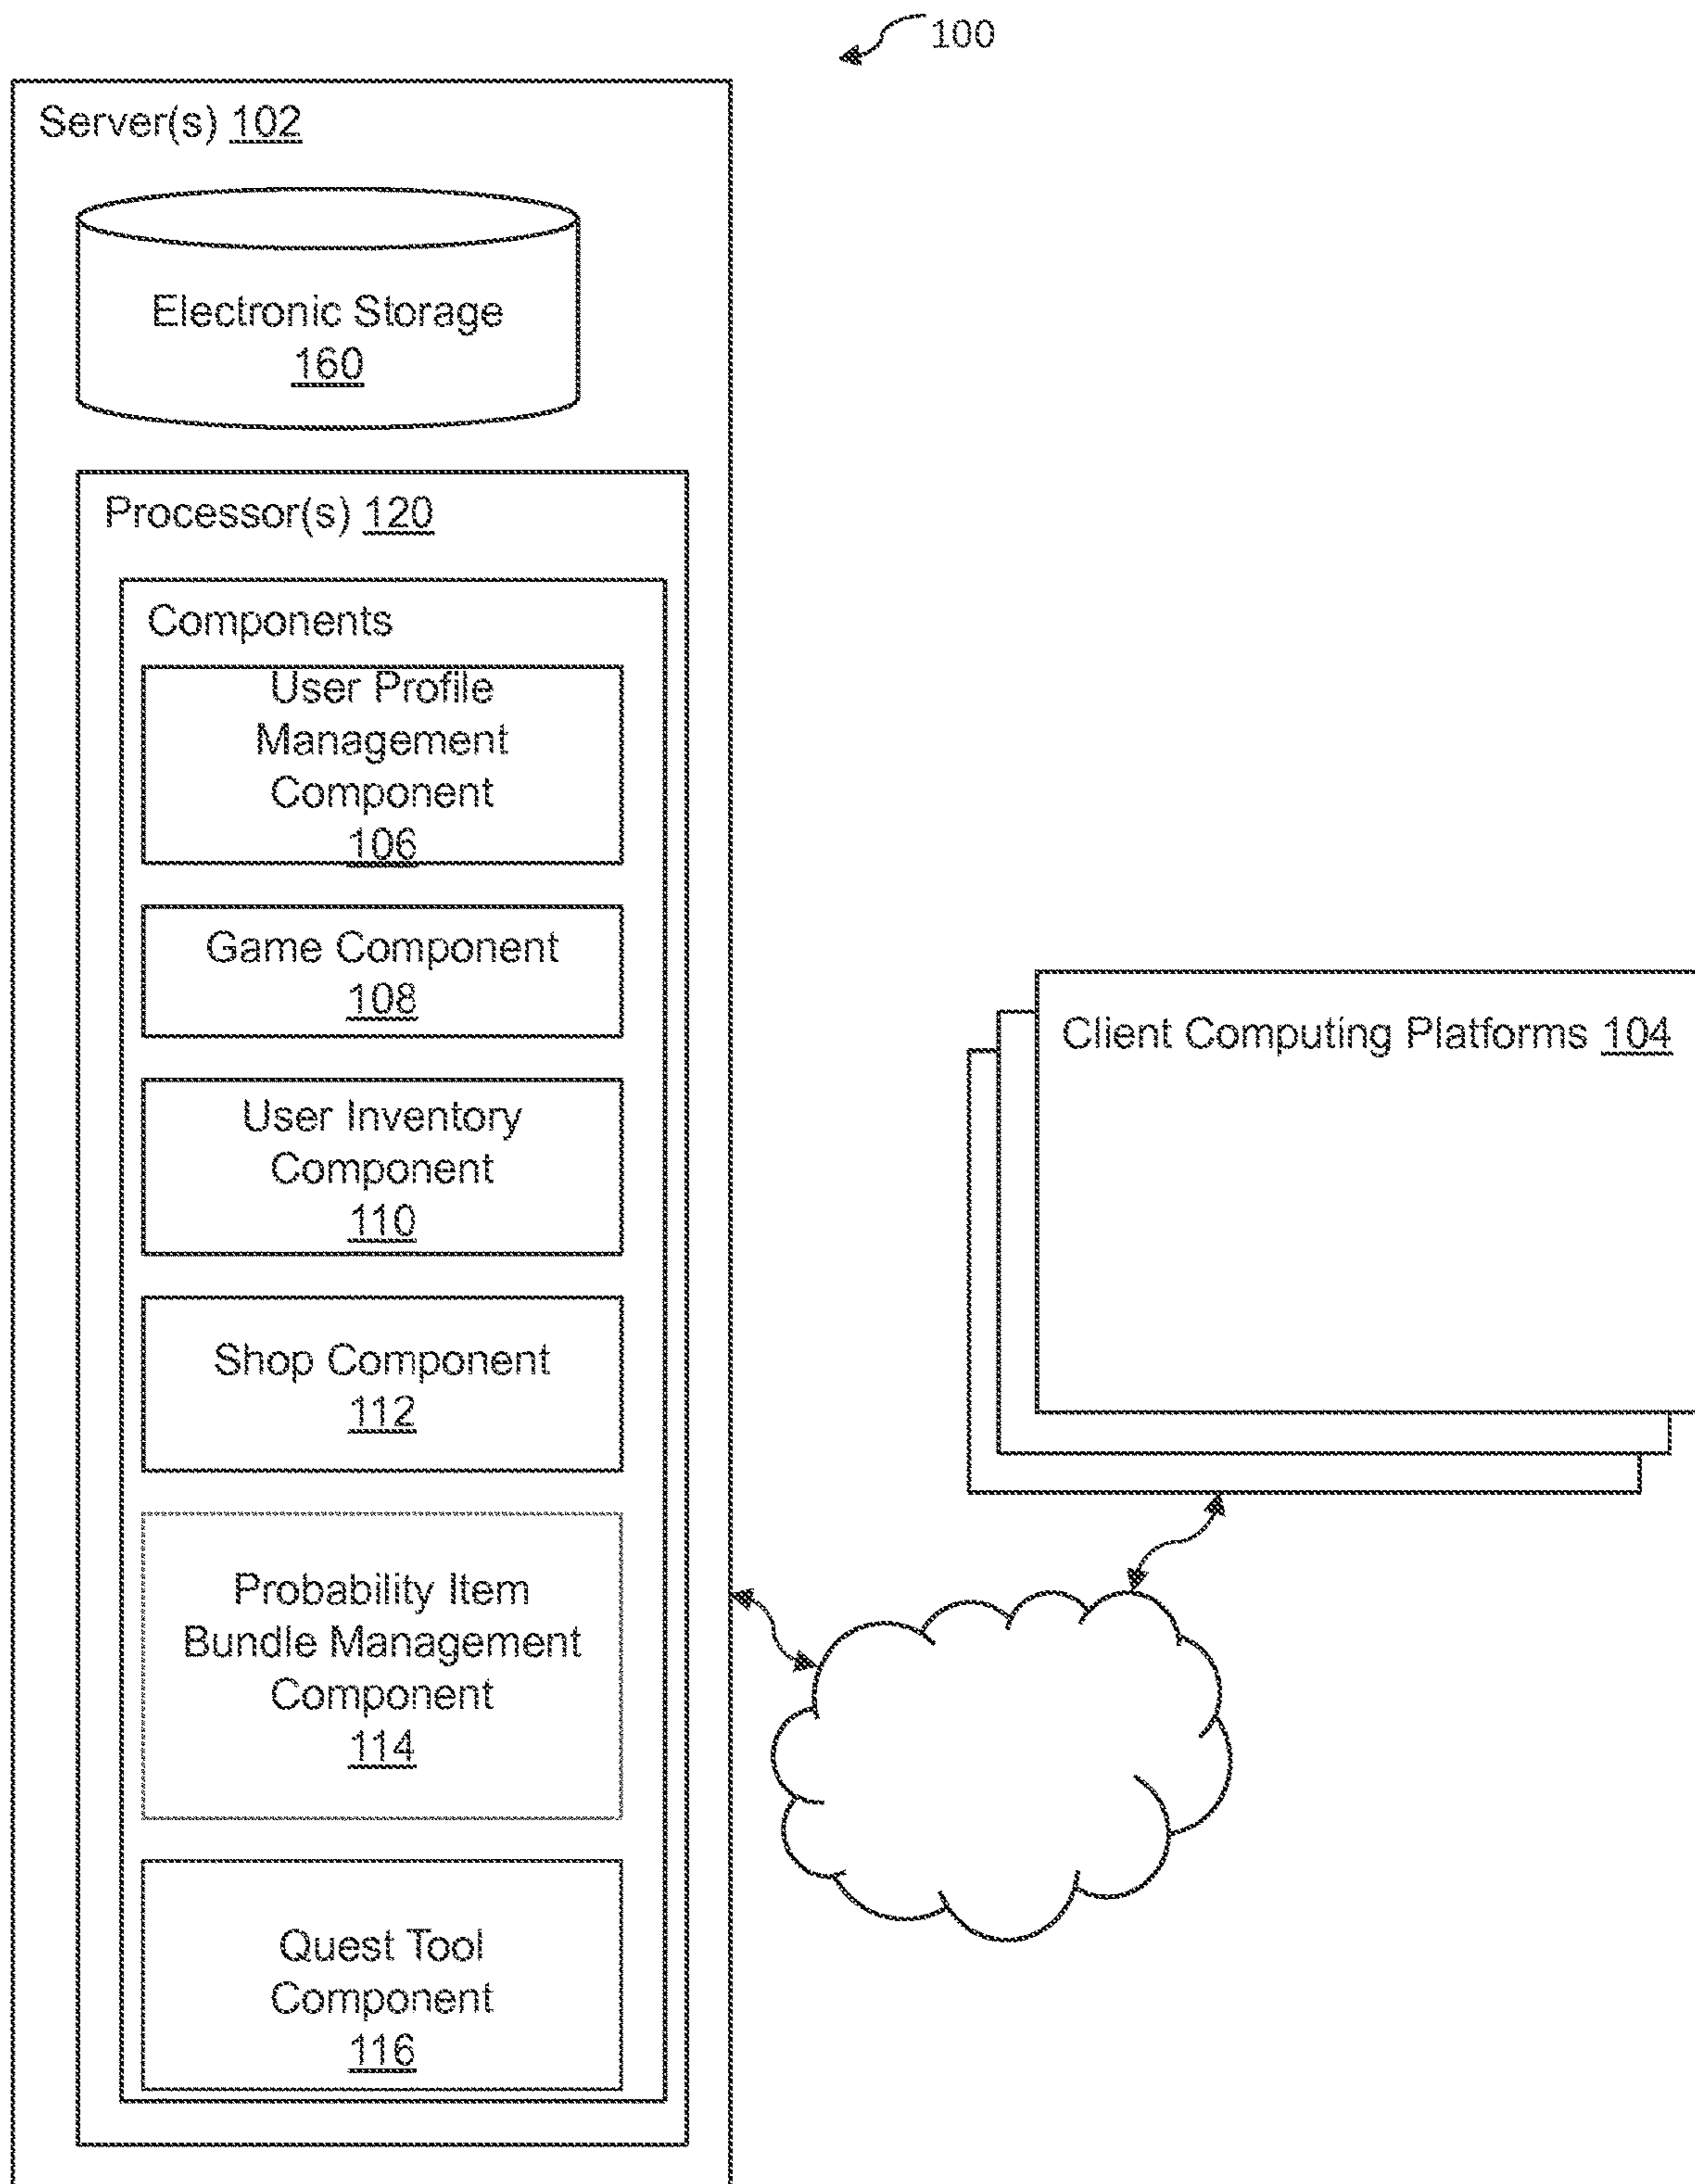 100
Server(s) 102
Electronic Storage
160
Processor(s) 120
Components
User Profile
Management
Component
106
Game Component
108
User Inventory
Component
110
Shop Component
112
Probability Item
Bundle Management
Component
114
Quest Tool
Component
116
Client Computing Platforms 104